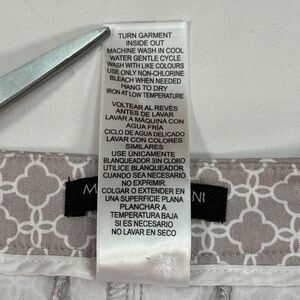 TURN GARMENT
INSIDE OUT
MACHINE WASH IN COOL
WATER GENTLE CYCLE
WASH WITH LIKE COLOURS
USE ONLY NON-CHLORINE
BLEACH WHEN NEEDED
HANG TO DRY
IRON AT LOW TEMPERATURE
VOLTEAR AL REVÉS
ANTES DE LAVAR
LAVAR A MÁQUINA CON
AGUA FRÍA
CICLO DE AGUA DELICADO
LAVAR CON COLORES
SIMILARES
USE ÚNICAMENTE
BLANQUEADOR SIN CLORO
UTILICE BLANQUEADOR
CUANDO SEA NECESARIO
NO EXPRIMIR
COLGAR O EXTENDER EN
UNA SUPERFICIE PLANA
PLANCHAR A
TEMPERATURA BAJA
SI ES NECESARIO
NO LAVAR EN SECO